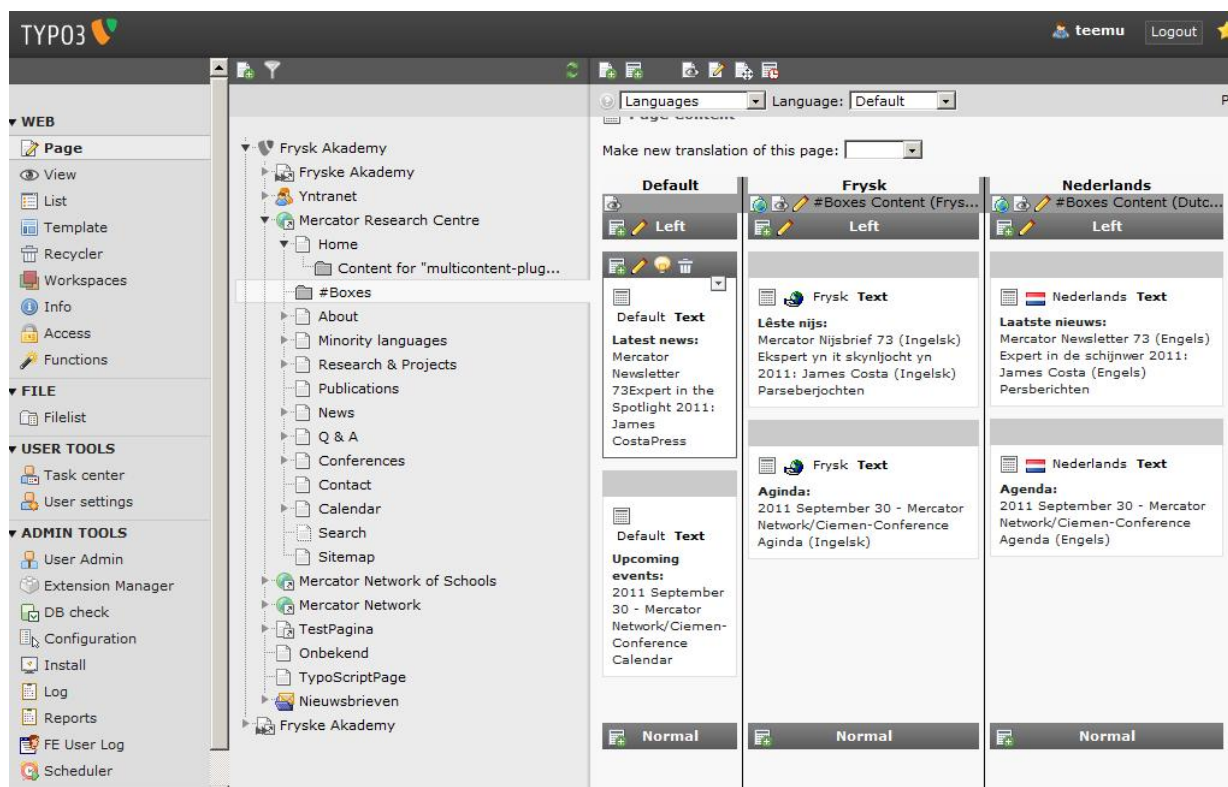 TYPO3
teemu
Logout
Languages
Language:
Default
P
WEB
Page
View
List
Template
Recycler
Workspaces
Info
Access
Functions
FILE
Filelist
USER TOOLS
Task center
User settings
ADMIN TOOLS
User Admin
Extension Manager
DB check
Configuration
Install
Log
Reports
FE User Log
Scheduler
Frysk Akademy
Fryske Akademy
Yntranet
Mercator Research Centre
Home
Content for "multicontent-plug...
#Boxes
About
Minority languages
Research & Projects
Publications
News
Q & A
Conferences
Contact
Calendar
Search
Sitemap
Mercator Network of Schools
Mercator Network
TestPagina
Onbekend
TypoScriptPage
Nieuwsbrieven
Fryske Akademy
Page Content
Make new translation of this page:
Default
Left
Default Text
Latest news:
Mercator
Newsletter
73Expert in the
Spotlight 2011:
James
CostaPress
Default Text
Upcoming
events:
2011 September
30 - Mercator
Network/Ciemen-
Conference
Calendar
Normal
Frysk
#Boxes Content (Frys...
Left
Frysk Text
Lêste nijs:
Mercator Nijsbrief 73 (Ingelsk)
Ekspert yn it skynljocht yn
2011: James Costa (Ingelsk)
Parseberjochten
Frysk Text
Aginda:
2011 September 30 - Mercator
Network/Ciemen-Conference
Aginda (Ingelsk)
Normal
Nederlands
#Boxes Content (Dutc...
Left
Nederlands Text
Laatste nieuws:
Mercator Newsletter 73 (Engels)
Expert in de schijnwer 2011:
James Costa (Engels)
Persberichten
Nederlands Text
Agenda:
2011 September 30 - Mercator
Network/Ciemen-Conference
Agenda (Engels)
Normal